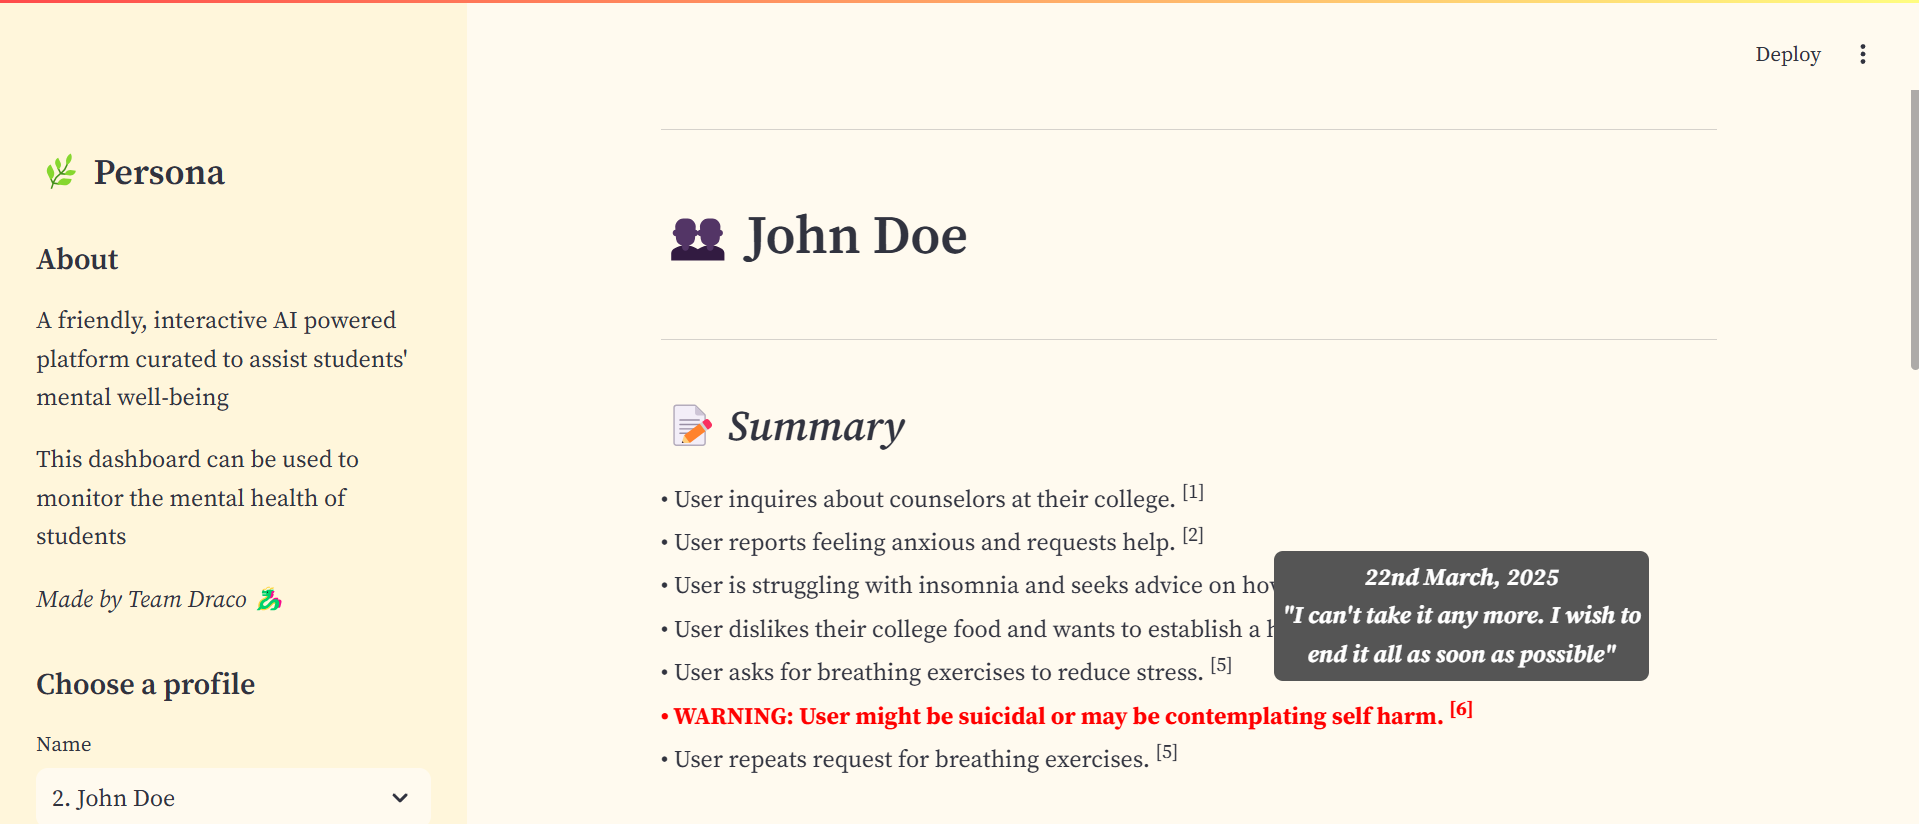 Deploy
Persona
About
A friendly, interactive AI powered
platform curated to assist students'
mental well-being
This dashboard can be used to
monitor the mental health of
students
Made by Team Draco
Choose a profile
Name
2. John Doe
John Doe
Summary
• User inquires about counselors at their college. [1]
• User reports feeling anxious and requests help. [2]
• User is struggling with insomnia and seeks advice on
• User dislikes their college food and wants to establish a
• User asks for breathing exercises to reduce stress. [5]
• WARNING: User might be suicidal or may be contemplating self harm. [6]
• User repeats request for breathing exercises. [5]
22nd March, 2025
"I can't take it any more. I wish to
end it all as soon as possible"